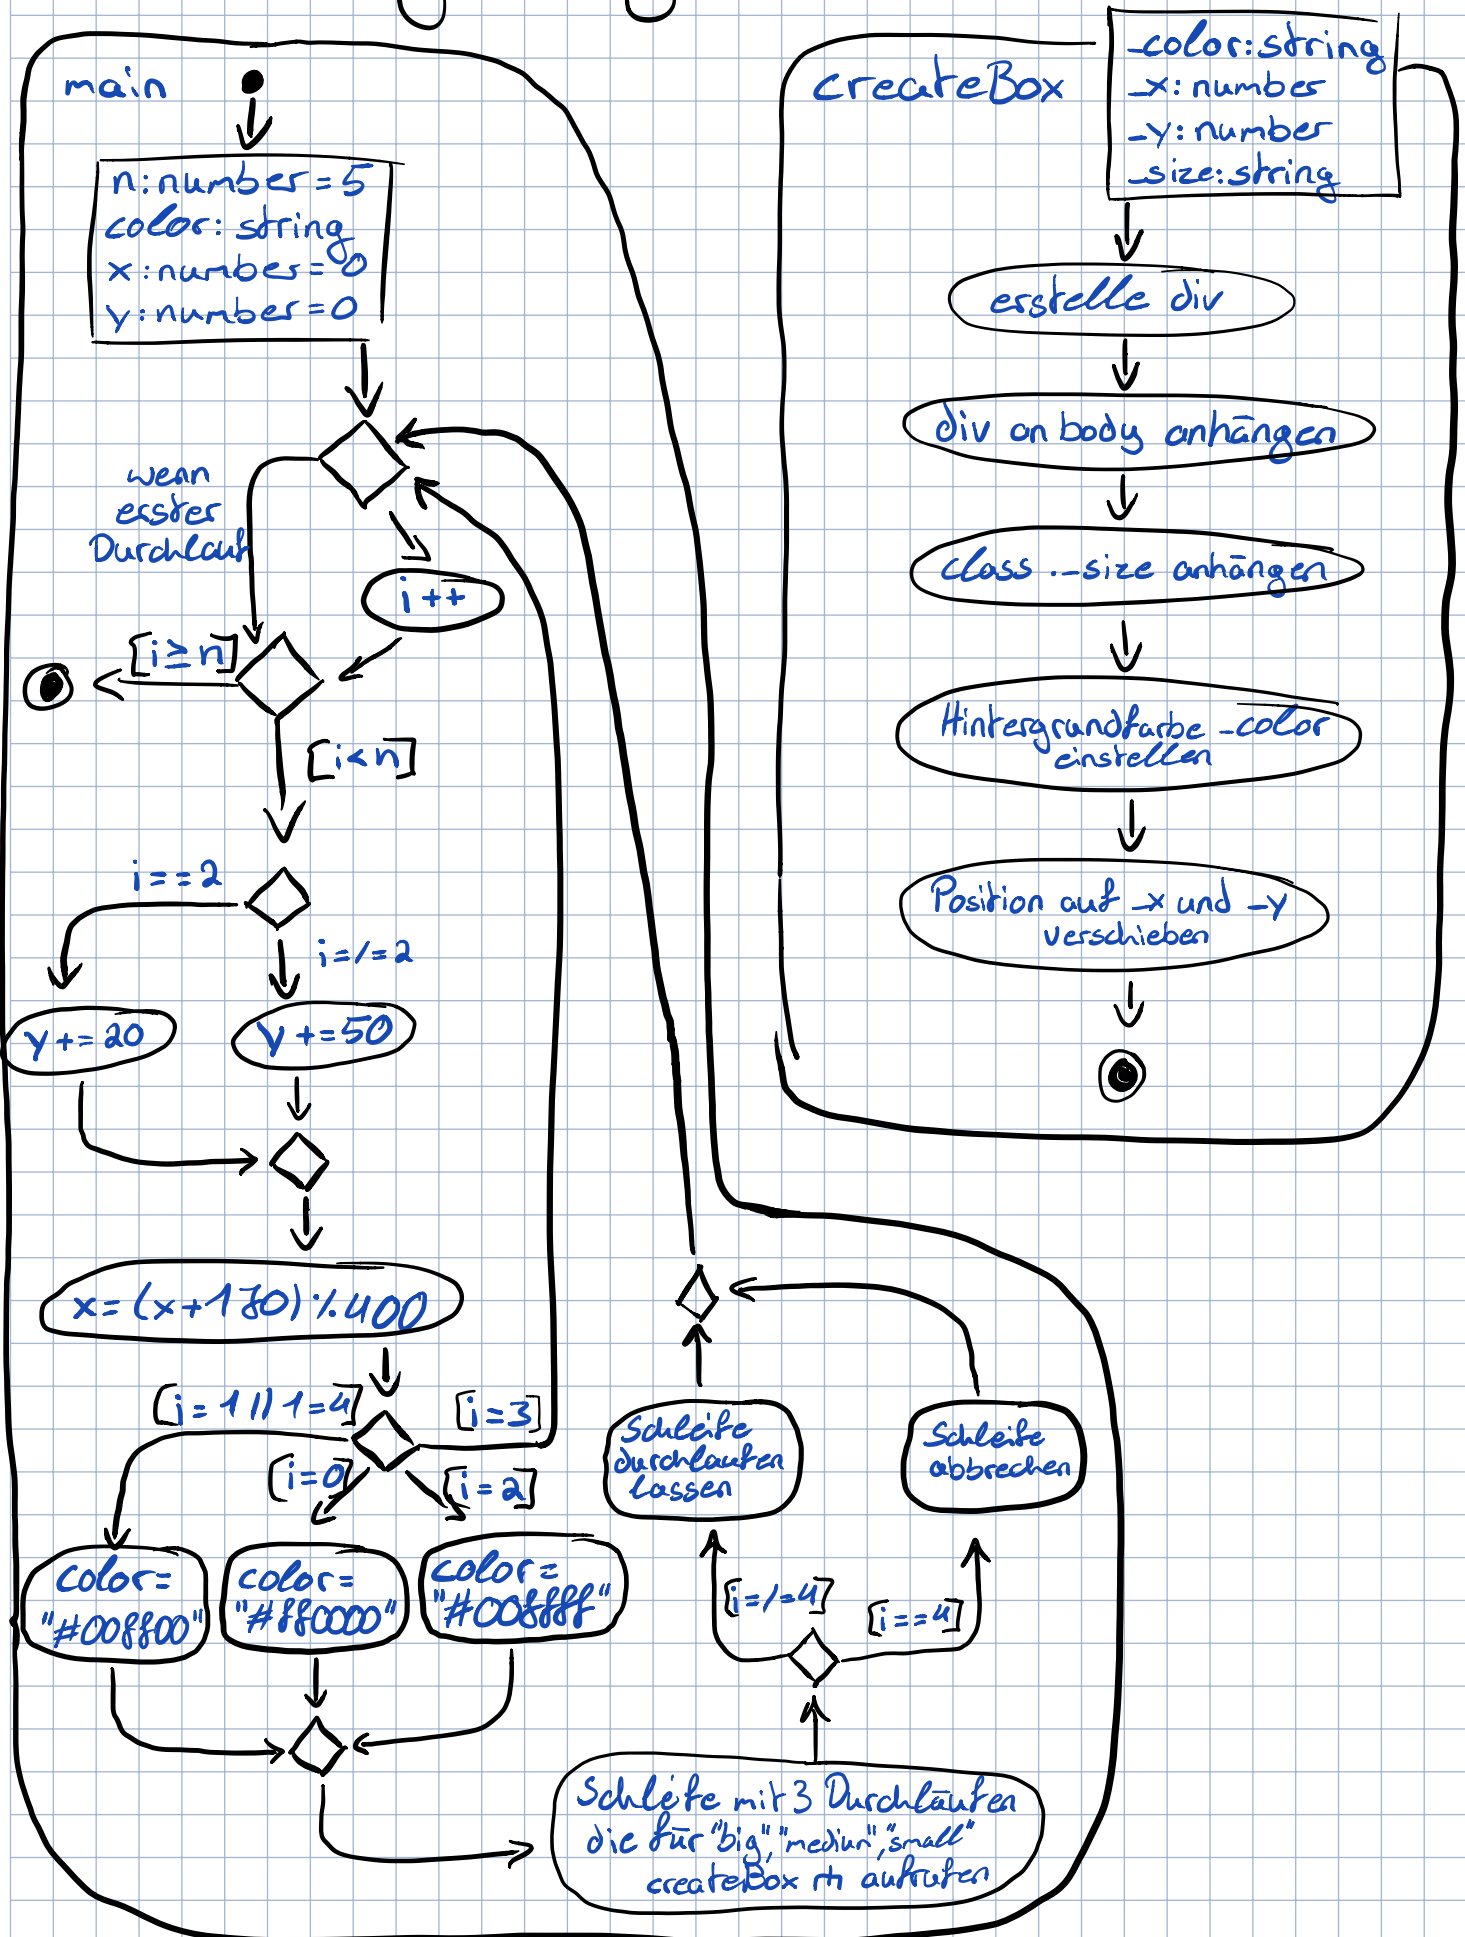 main
n:number=5
color: string
x:number=0
y:number=0
wenn
erster
Durchlauf
i++
[i≥n]
[i<n]
i==2
i=/=2
y+=20
y+=50
x=(x+170)%400
[i=1 || 1=4]
[i=3]
[i=0]
[i=2]
color=
"#00ff00"
color=
"#ff0000"
color=
"#00ffff"
Schleife
durchlaufen
lassen
Schleife
abbrechen
[i=/=4]
[i==4]
Schleife mit 3 Durchläufen
die für "big", "medium", "small"
createBox aufrufen
createBox
_color:string
_x:number
_y:number
_size:string
erstelle div
div an body anhängen
class ._size anhängen
Hintergrundfarbe _color
einstellen
Position auf _x und _y
verschieben